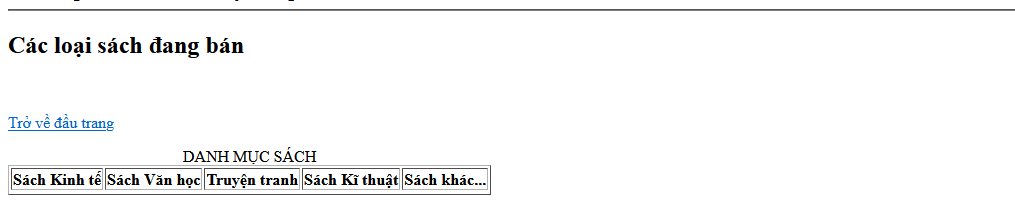 Các loại sách đang bán
Trở về đầu trang
DANH MỤC SÁCH
Sách Kinh tế Sách Văn học Truyện tranh Sách Kĩ thuật Sách khác...